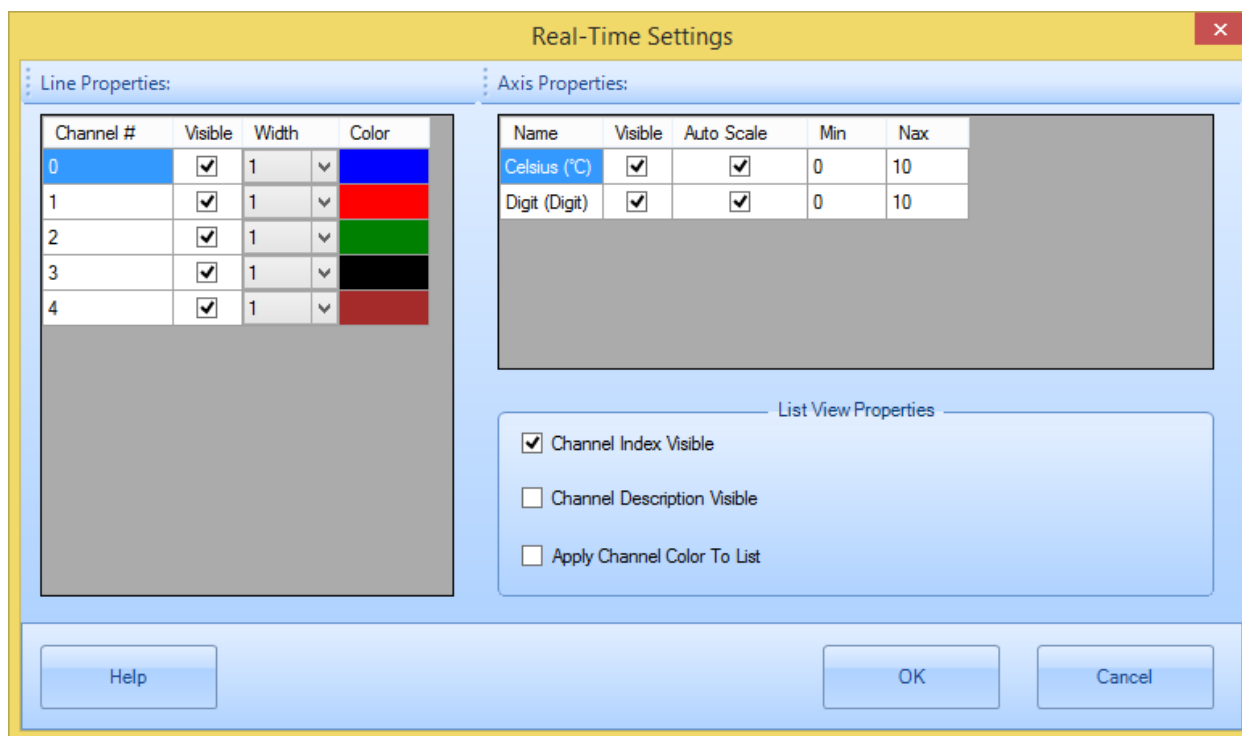 Real-Time Settings
Line Properties:
Channel # Visible Width Color
0 1
1 1
2 1
3 1
4 1
Axis Properties:
Name Visible Auto Scale Min Nax
Celsius (°C) 0 10
Digit (Digit) 0 10
List View Properties
Channel Index Visible
Channel Description Visible
Apply Channel Color To List
Help OK Cancel